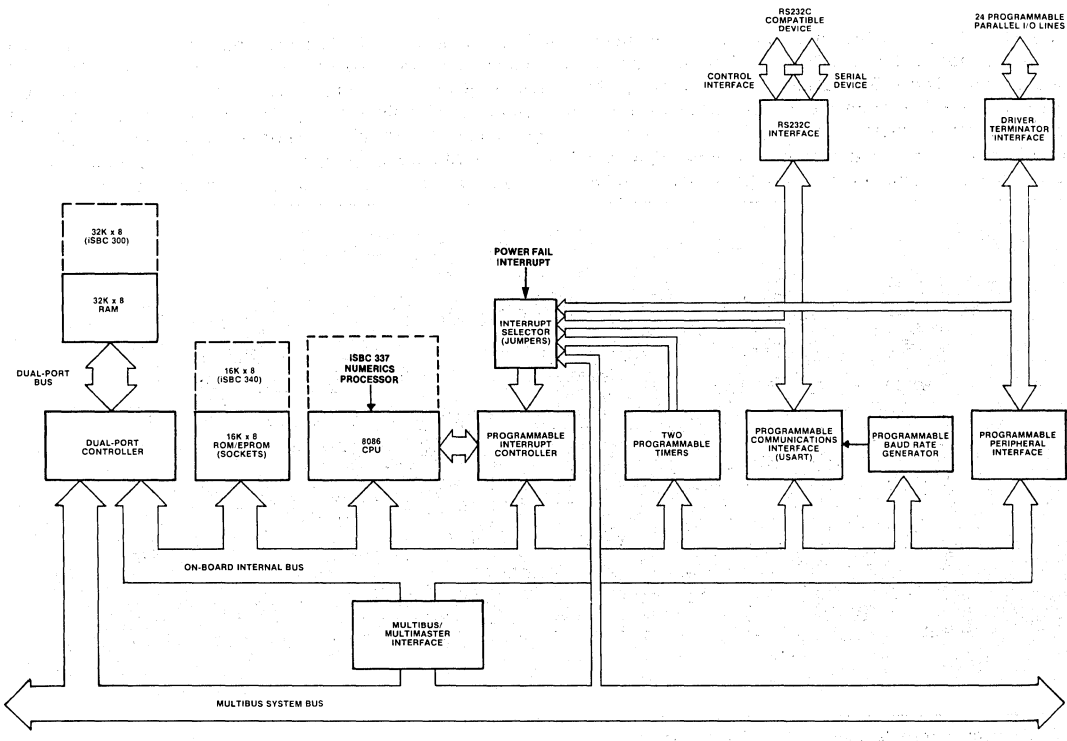 RS232C
COMPATIBLE
DEVICE
24 PROGRAMMABLE
PARALLEL I/O LINES
CONTROL
INTERFACE
SERIAL
DEVICE
RS232C
INTERFACE
DRIVER
TERMINATOR
INTERFACE
32K x 8
(iSBC 300)
32K x 8
RAM
POWER FAIL
INTERRUPT
INTERRUPT
SELECTOR
(JUMPERS)
DUAL-PORT
BUS
16K x 8
(iSBC 340)
iSBC 337
NUMERICS
PROCESSOR
DUAL-PORT
CONTROLLER
16K x 8
ROM/EPROM
(SOCKETS)
8086
CPU
PROGRAMMABLE
INTERRUPT
CONTROLLER
TWO
PROGRAMMABLE
TIMERS
PROGRAMMABLE
COMMUNICATIONS
INTERFACE
(USART)
PROGRAMMABLE
BAUD RATE
GENERATOR
PROGRAMMABLE
PERIPHERAL
INTERFACE
ON-BOARD INTERNAL BUS
MULTIBUS/
MULTIMASTER
INTERFACE
MULTIBUS SYSTEM BUS